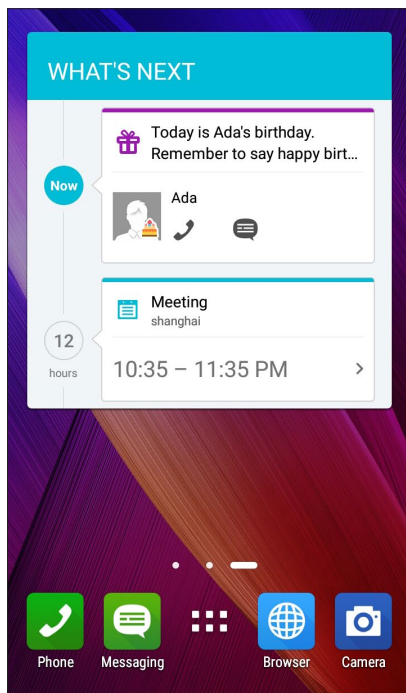 WHAT'S NEXT
Today is Ada's birthday.
Remember to say happy birt...
Now
Ada
Meeting
shanghai
12
hours
10:35 – 11:35 PM
Phone
Messaging
Browser
Camera